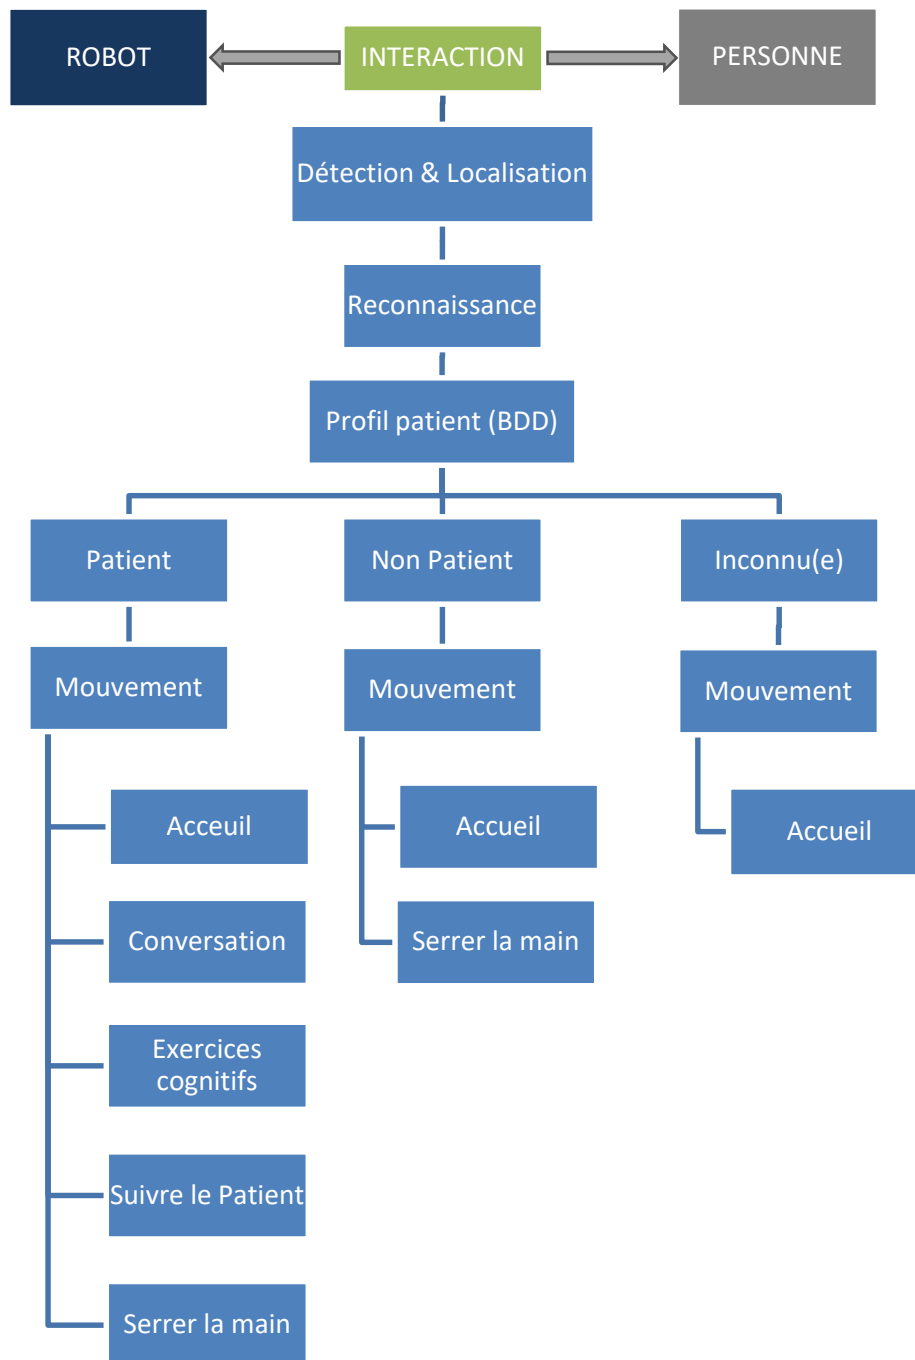 ROBOT
INTERACTION
PERSONNE
Détection & Localisation
Reconnaissance
Profil patient (BDD)
Patient
Non Patient
Inconnu(e)
Mouvement
Mouvement
Mouvement
Acceuil
Accueil
Accueil
Conversation
Serrer la main
Exercices
cognitifs
Suivre le Patient
Serrer la main